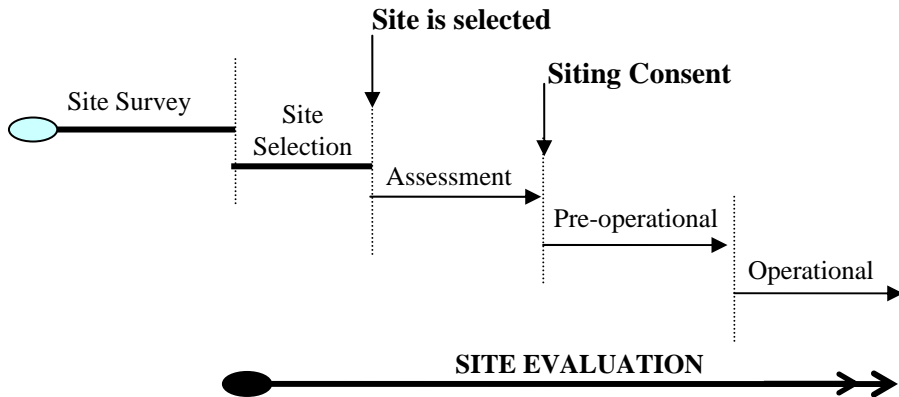 Site is selected
Siting Consent
Site Survey
Site
Selection
Assessment
Pre-operational
Operational
SITE EVALUATION